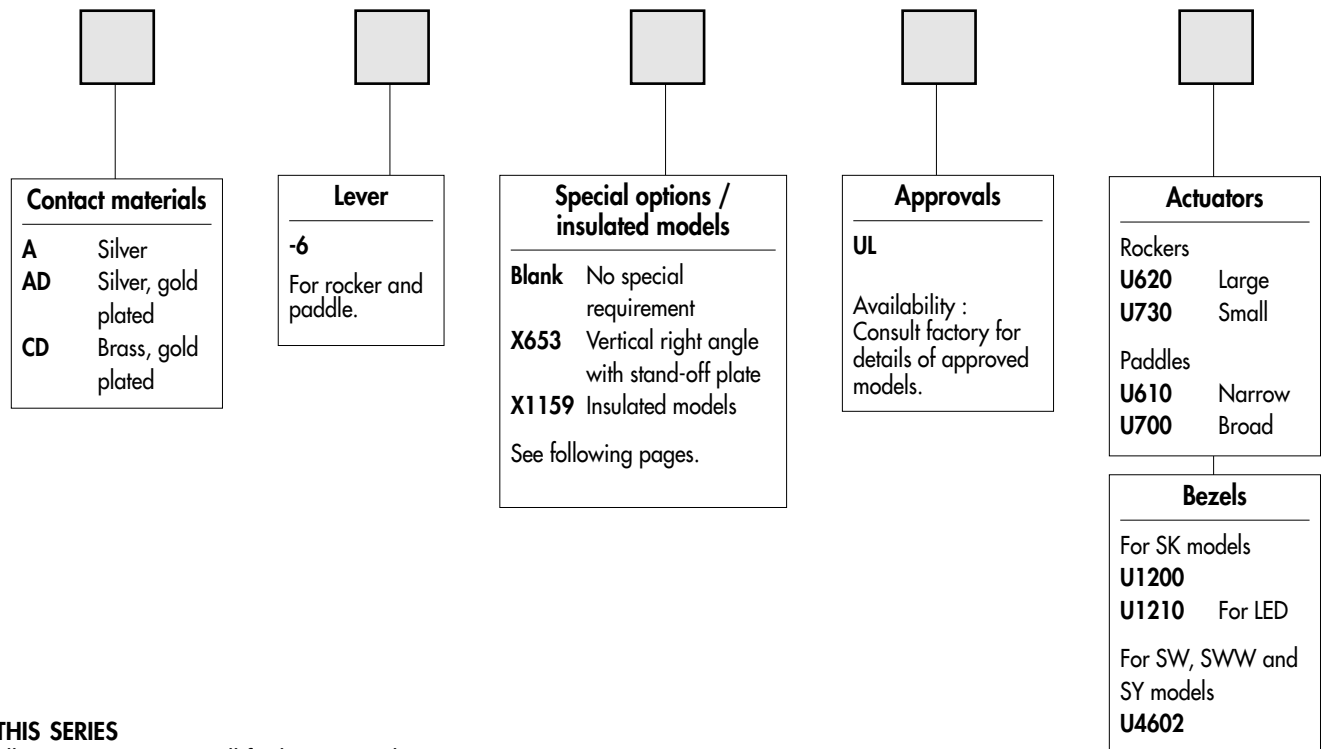 Contact materials
A Silver
AD Silver, gold
plated
CD Brass, gold
plated
Lever
-6
For rocker and
paddle.
Special options /
insulated models
Blank No special
requirement
X653 Vertical right angle
with stand-off plate
X1159 Insulated models
See following pages.
Approvals
UL
Availability :
Consult factory for
details of approved
models.
Actuators
Rockers
U620 Large
U730 Small
Paddles
U610 Narrow
U700 Broad
Bezels
For SK models
U1200
U1210 For LED
For SW, SWW and
SY models
U4602
THIS SERIES